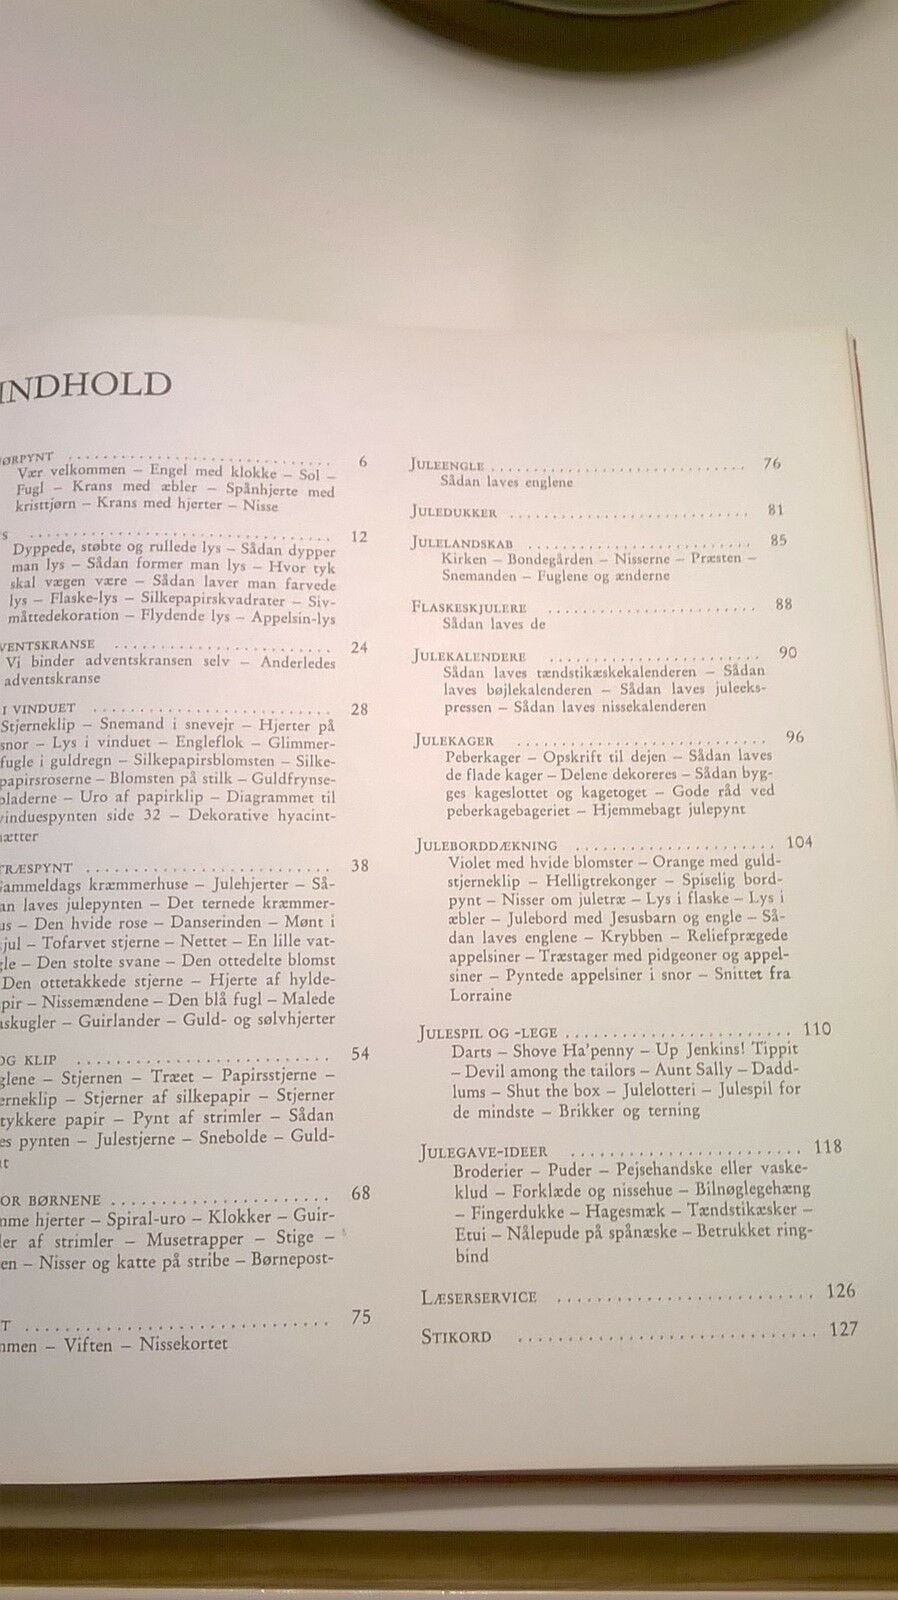 INDHOLD
ØRPYNT 6
Vær velkommen – Engel med klokke – Sol –
Fugl – Krans med æbler – Spånhjerte med
kristtjørn – Krans med hjerter – Nisse
S 12
Dyppede, støbte og rullede lys – Sådan dypper
man lys – Sådan former man lys – Hvor tyk
skal vægen være – Sådan laver man farvede
lys – Flaske-lys – Silkepapirskvadrater – Siv-
måttedekoration – Flydende lys – Appelsin-lys
VENTSKRANSE 24
Vi binder adventskransen selv – Anderledes
adventskranse
I VINDUET 28
Stjerneklip – Snemand i snevejr – Hjerter på
snor – Lys i vinduet – Engleflok – Glimmer-
fugle i guldregn – Silkepapirsblomsten – Silke-
papirsroserne – Blomsten på stilk – Guldfrynse-
bladerne – Uro af papirklip – Diagrammet til
vinduespynten side 32 – Dekorative hyacint-
hætter
TRÆSPYNT 38
Gammeldags kræmmerhuse – Julehjerter – Så-
an laves julepynten – Det ternede kræmmer-
us – Den hvide rose – Danserinden – Mønt i
jul – Tofarvet stjerne – Nettet – En lille vat-
gle – Den stolte svane – Den ottedelte blomst
Den ottetakkede stjerne – Hjerte af hylde-
pir – Nissemændene – Den blå fugl – Malede
askugler – Guirlander – Guld- og sølvhjerter
OG KLIP 54
glene – Stjernen – Træet – Papirsstjerne –
erneklip – Stjerner af silkepapir – Stjerner
tykkere papir – Pynt af strimler – Sådan
es pynten – Julestjerne – Snebolde – Guld-
t
OR BØRNENE 68
mme hjerter – Spiral-uro – Klokker – Guir-
ler af strimler – Musetrapper – Stige –
en – Nisser og katte på stribe – Børnepost-
T 75
mmen – Viften – Nissekortet
JULEENGLE 76
Sådan laves englene
JULEDUKKER 81
JULELANDSKAB 85
Kirken – Bondegården – Nisserne – Præsten –
Snemanden – Fuglene og ænderne
FLASKESKJULERE 88
Sådan laves de
JULEKALENDERE 90
Sådan laves tændstikæskekalenderen – Sådan
laves bøjlekalenderen – Sådan laves juleeks-
pressen – Sådan laves nissekalenderen
JULEKAGER 96
Peberkager – Opskrift til dejen – Sådan laves
de flade kager – Delene dekoreres – Sådan byg-
ges kageslottet og kagetoget – Gode råd ved
peberkagebageriet – Hjemmebagt julepynt
JULEBORDDÆKNING 104
Violet med hvide blomster – Orange med guld-
stjerneklip – Helligtrekonger – Spiselig bord-
pynt – Nisser om juletræ – Lys i flaske – Lys i
æbler – Julebord med Jesusbarn og engle – Så-
dan laves englene – Krybben – Reliefprægede
appelsiner – Træstager med pidgeoner og appel-
siner – Pyntede appelsiner i snor – Snittet fra
Lorraine
JULESPIL OG -LEGE 110
Darts – Shove Ha'penny – Up Jenkins! Tippit
– Devil among the tailors – Aunt Sally – Dadd-
lums – Shut the box – Julelotteri – Julespil for
de mindste – Brikker og terning
JULEGAVE-IDEER 118
Broderier – Puder – Pejsehandske eller vaske-
klud – Forklæde og nissehue – Bilnøglegehæng
– Fingerdukke – Hagesmæk – Tændstikæsker –
Etui – Nålepude på spånæske – Betrukket ring-
bind
LÆSERSERVICE 126
STIKORD 127